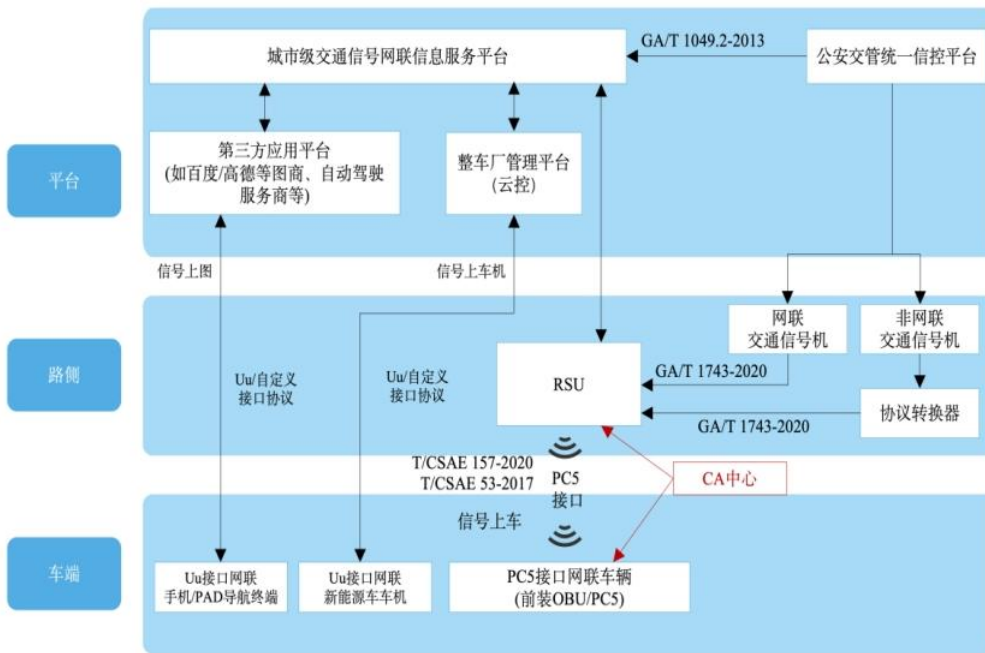 城市级交通信号网联信息服务平台
GA/T 1049.2-2013
公安交管统一信控平台
平台
第三方应用平台
(如百度/高德等图商、自动驾驶
服务商等)
整车厂管理平台
(云控)
信号上图
信号上车机
路侧
Uu/自定义
接口协议
Uu/自定义
接口协议
RSU
网联
交通信号机
非网联
交通信号机
GA/T 1743-2020
GA/T 1743-2020
协议转换器
T/CSAE 157-2020
T/CSAE 53-2017
PC5
接口
CA中心
信号上车
车端
Uu接口网联
手机/PAD导航终端
Uu接口网联
新能源车车机
PC5接口网联车辆
(前装OBU/PC5)